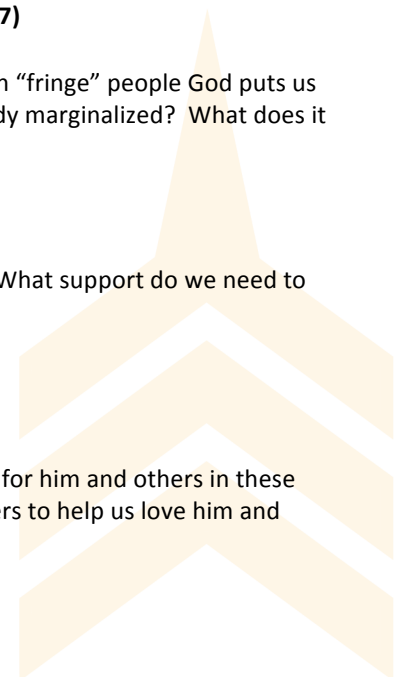 7)
n “fringe” people God puts us
dy marginalized? What does it
What support do we need to
for him and others in these
ers to help us love him and